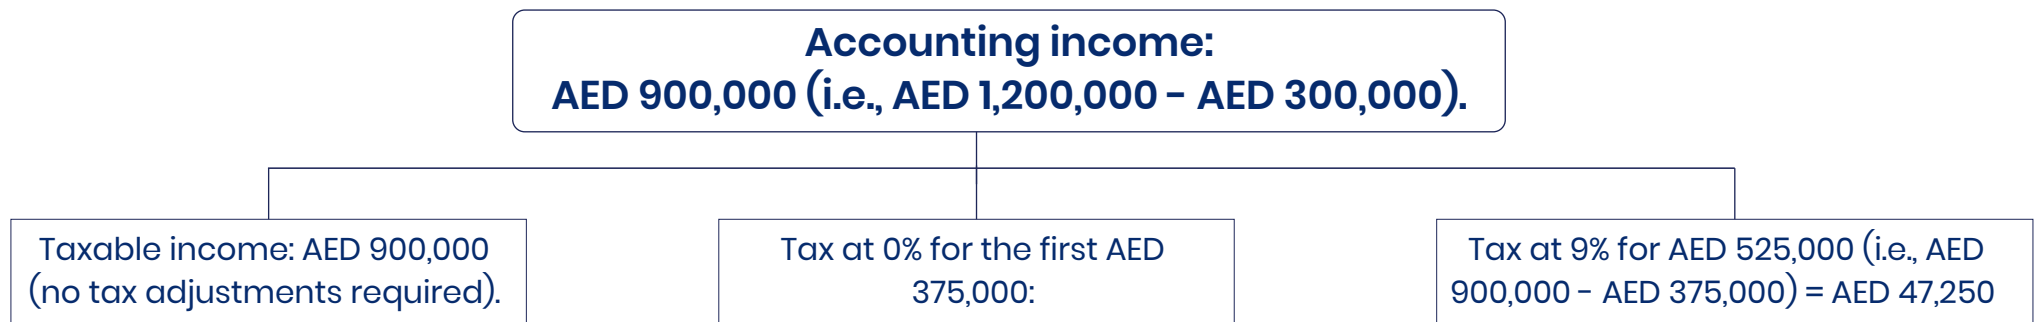 Accounting income:
AED 900,000 (i.e., AED 1,200,000 - AED 300,000).
Taxable income: AED 900,000
(no tax adjustments required).
Tax at 0% for the first AED
375,000:
Tax at 9% for AED 525,000 (i.e., AED
900,000 - AED 375,000) = AED 47,250